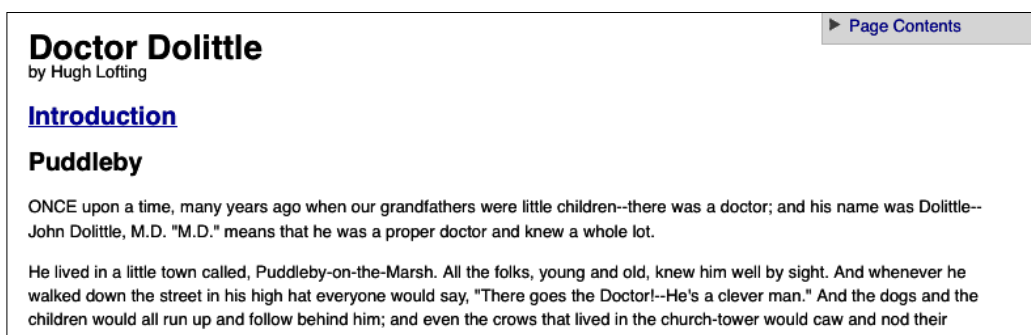 Page Contents
Doctor Dolittle
by Hugh Lofting
Introduction
Puddleby
ONCE upon a time, many years ago when our grandfathers were little children--there was a doctor; and his name was Dolittle--
John Dolittle, M.D. "M.D." means that he was a proper doctor and knew a whole lot.
He lived in a little town called, Puddleby-on-the-Marsh. All the folks, young and old, knew him well by sight. And whenever he
walked down the street in his high hat everyone would say, "There goes the Doctor!--He's a clever man." And the dogs and the
children would all run up and follow behind him; and even the crows that lived in the church-tower would caw and nod their